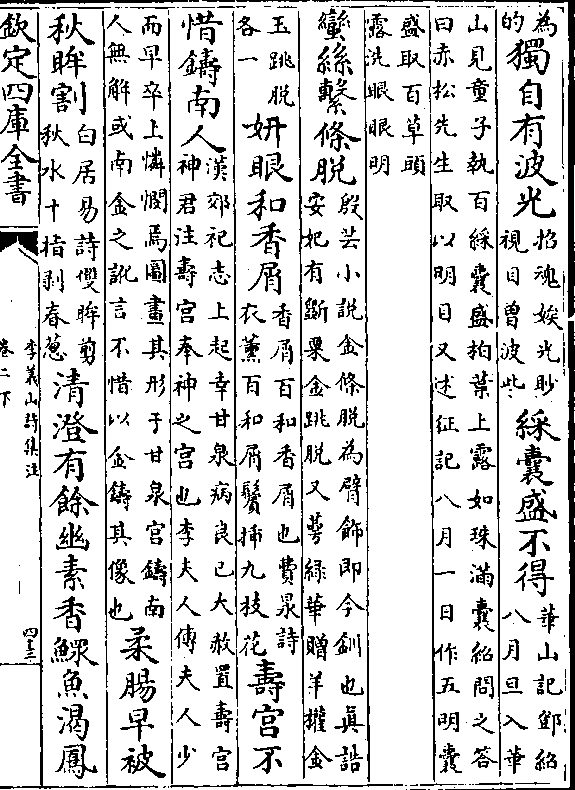 為的獨自有波光招魂娭光眇視目曾波些綵囊盛不得華山記鄧紹八月旦入華
山見童子執百綵囊盛柏葉上露如珠滿囊紹問之答曰赤松先生取以明目又述征記八月一日作五明囊
盛取百草頭露洗眼眼明
蠻絲繫條脫殷芸小說金條脫為臂飾即今釧也真誥安妃有斷粟金跳脫又萼綠華贈羊權金
玉跳脫各一妍眼和香屑香屑百和香屑也費昶詩衣薰百和屑鬢插九枝花壽宮不
惜鑄南人漢郊祀志上起幸甘泉病良已大赦置壽宮神君注壽宮奉神之宮也李夫人傳夫人少
而早卒上憐憫焉圖畫其形于甘泉宮鑄南人無解或南金之訛言不惜以金鑄其像也柔腸早被
秋眸割白居易詩雙眸剪秋水十指剥春葱清澄有餘幽素香鰥魚渴鳳
欽定四庫全書
李義山詩集注
卷二下
四十三